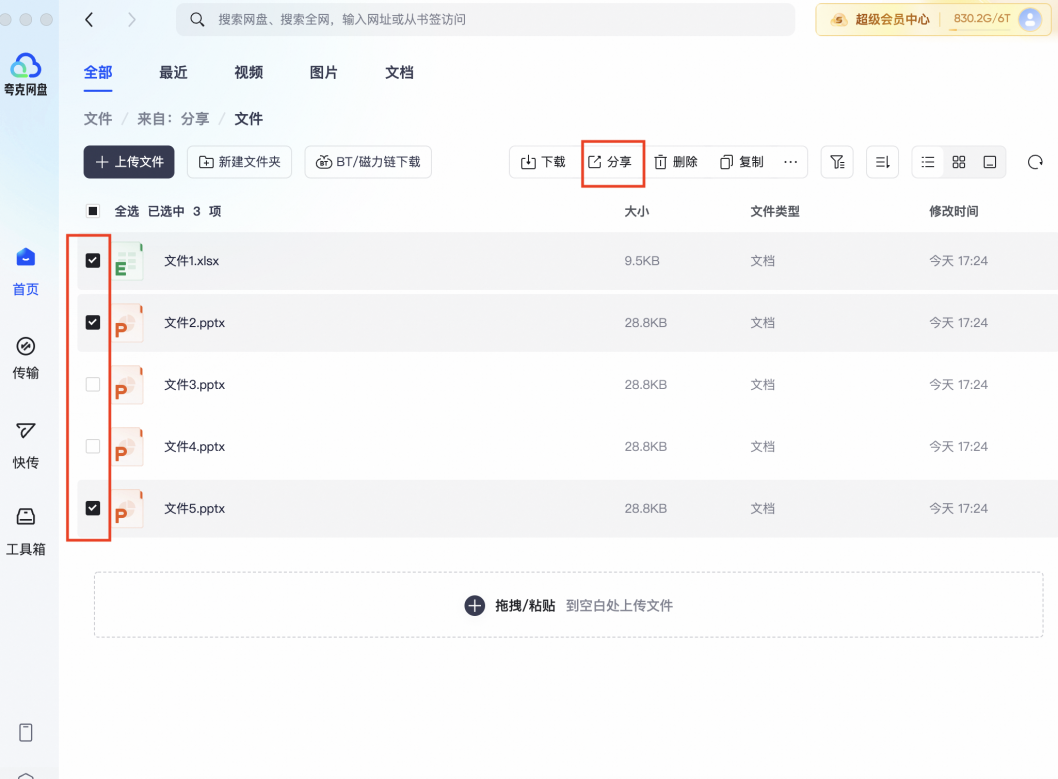 搜索网盘、搜索全网，输入网址或从书签访问
超级会员中心 830.2G/6T
夸克网盘
全部 最近 视频 图片 文档
文件 / 来自：分享 / 文件
上传文件 新建文件夹 BT/磁力链下载 下载 分享 删除 复制 ···
全选 已选中 3 项 大小 文件类型 修改时间
文件1.xlsx 9.5KB 文档 今天 17:24
首页
文件2.pptx 28.8KB 文档 今天 17:24
传输
文件3.pptx 28.8KB 文档 今天 17:24
文件4.pptx 28.8KB 文档 今天 17:24
快传
文件5.pptx 28.8KB 文档 今天 17:24
工具箱
拖拽/粘贴 到空白处上传文件